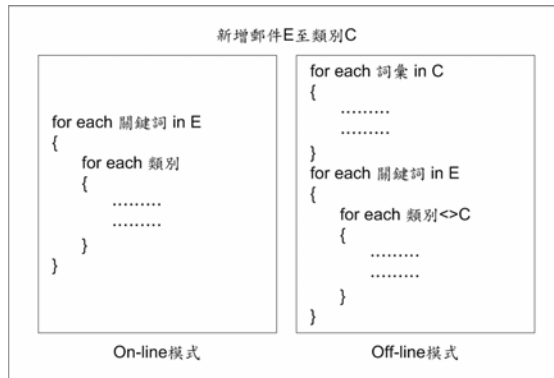 新增郵件E至類別C
for each 關鍵詞 in E
{
for each 類別
{
.........
.........
}
}
On-line模式
for each 詞彙 in C
{
.........
.........
}
for each 關鍵詞 in E
{
for each 類別<>C
{
.........
.........
}
}
Off-line模式